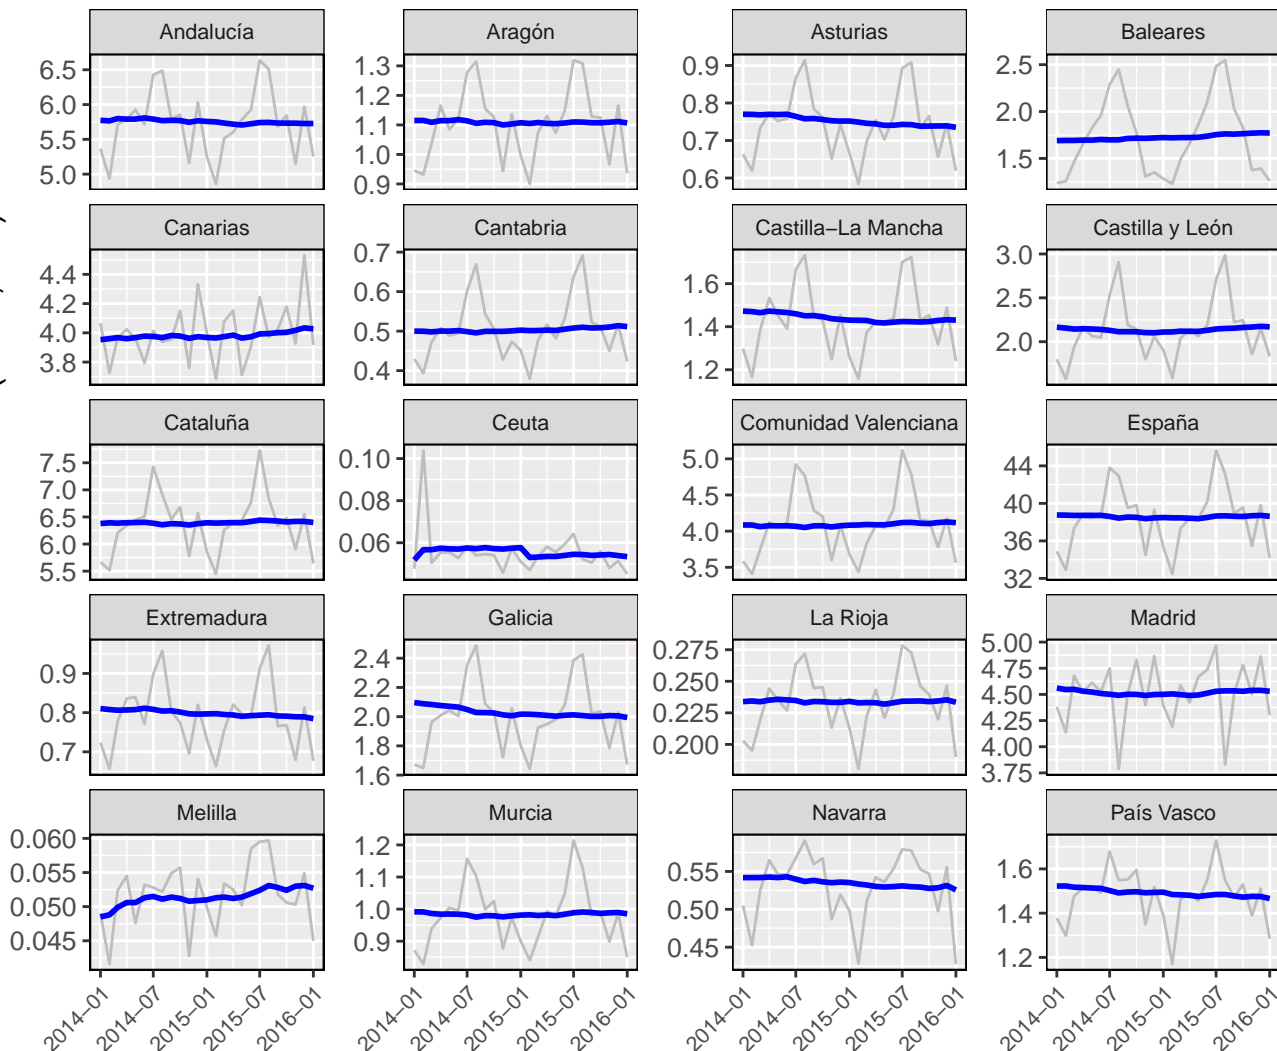 Andalucía Aragón Asturias Baleares
6.5 1.3 0.9 2.5
6.0 1.2 0.8 2.0
5.5 1.1 0.7 1.5
5.0 1.0 0.6
0.9
Canarias Cantabria Castilla−La Mancha Castilla y León
4.4 0.7 1.6 3.0
4.2 0.6 1.4 2.5
4.0 0.5 1.2 2.0
3.8 0.4
Cataluña Ceuta Comunidad Valenciana España
7.5 0.10 5.0 44
7.0 0.08 4.5 40
6.5 0.06 4.0 36
6.0 3.5 32
5.5
Extremadura Galicia La Rioja Madrid
0.9 2.4 0.275 5.00
0.8 2.2 0.250 4.75
0.7 2.0 0.225 4.50
1.8 0.200 4.25
1.6 4.00
3.75
Melilla Murcia Navarra País Vasco
0.060 1.2 0.55 1.6
0.055 1.1 0.50 1.4
0.050 1.0 0.45 1.2
0.045 0.9
2014−01 2014−07 2015−01 2015−07 2016−01 2014−01 2014−07 2015−01 2015−07 2016−01 2014−01 2014−07 2015−01 2015−07 2016−01 2014−01 2014−07 2015−01 2015−07 2016−01